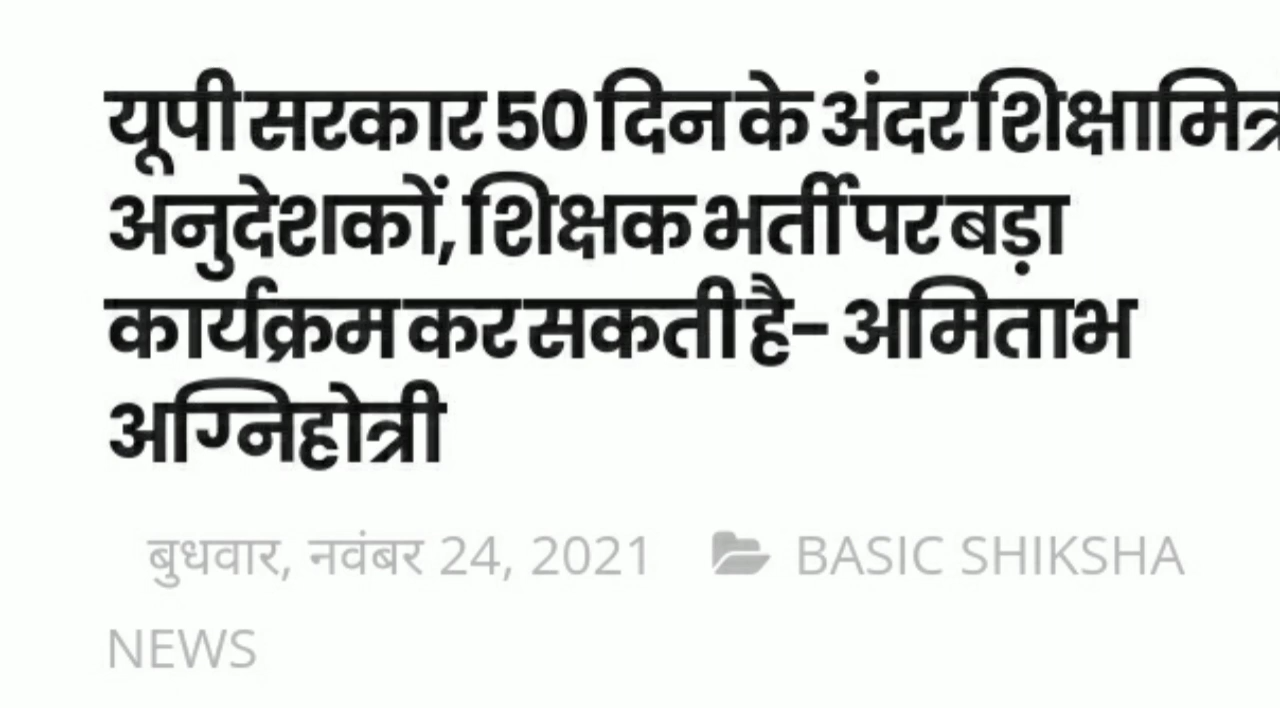 यूपी सरकार 50 दिन के अंदर शिक्षामित्र
अनुदेशकों, शिक्षक भर्ती पर बड़ा
कार्यक्रम कर सकती है- अमिताभ
अग्निहोत्री
बुधवार, नवंबर 24, 2021 BASIC SHIKSHA
NEWS